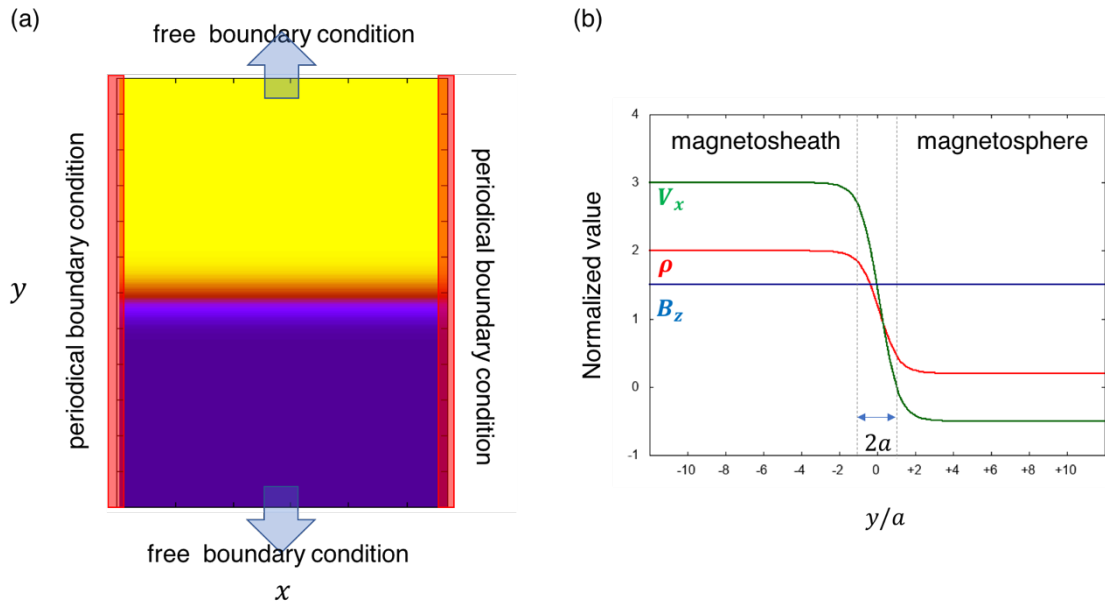 (a)
free boundary condition
periodical boundary condition
y
periodical boundary condition
free boundary condition
x
(b)
Normalized value
4
3
2
1
0
-1
magnetosheath
magnetosphere
V_x
ρ
B_z
2a
-10 -8 -6 -4 -2 0 +2 +4 +6 +8 +10
y/a